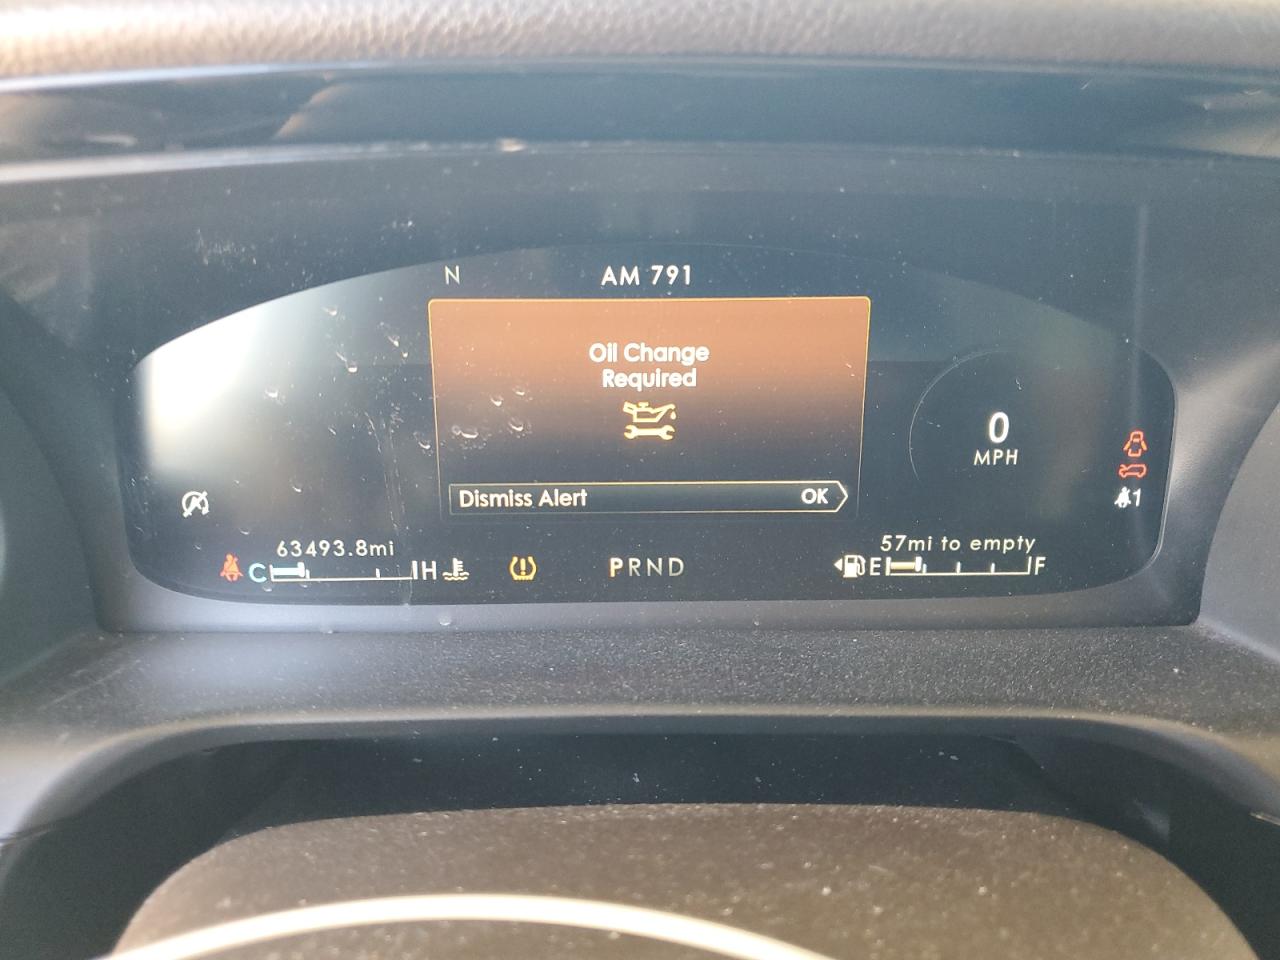 N
AM 791
Oil Change
Required
0
MPH
Dismiss Alert OK
1
63493.8mi
57mi to empty
C H
PRND
E F